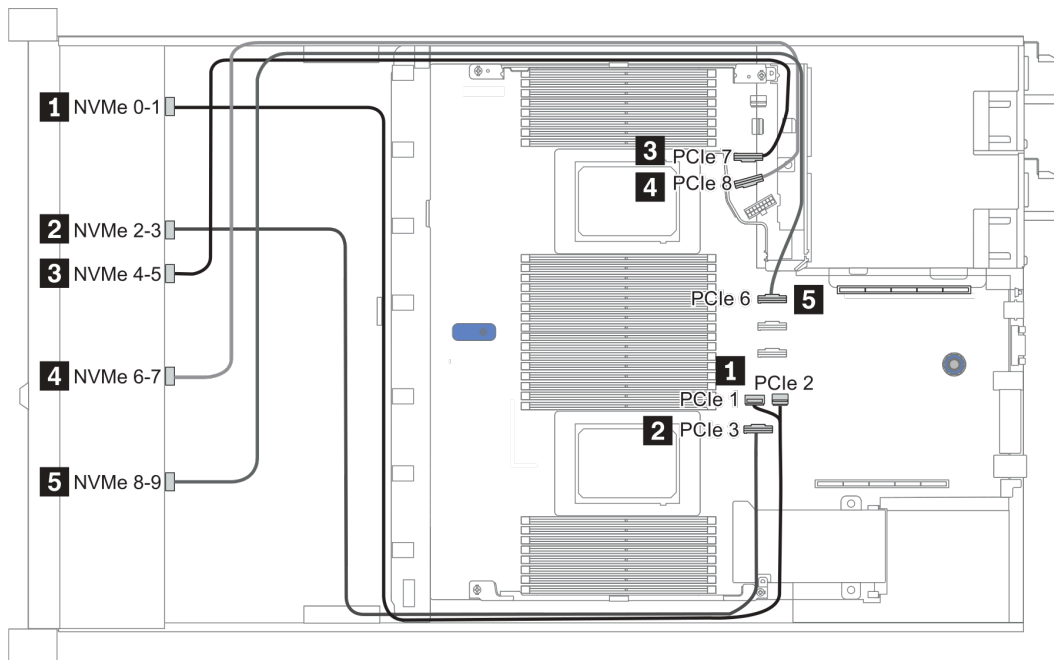 1 NVMe 0-1
2 NVMe 2-3
3 NVMe 4-5
4 NVMe 6-7
5 NVMe 8-9
3 PCIe 7
4 PCIe 8
PCIe 6 5
1
PCIe 2
PCIe 1
2 PCIe 3